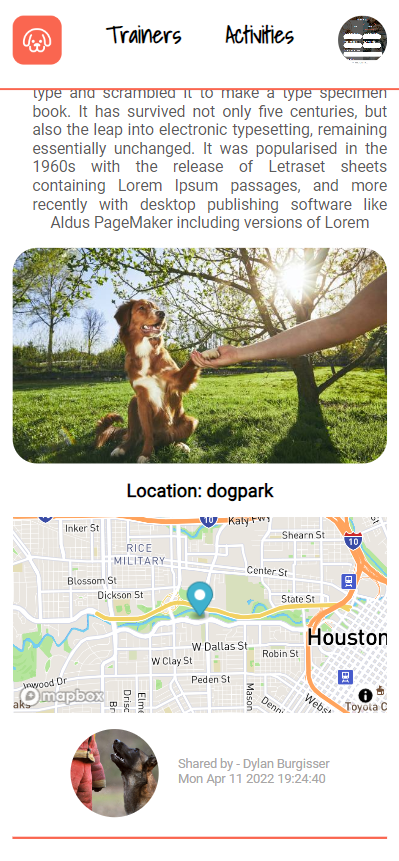 Trainers Activities
type and scrambled it to make a type specimen
book. It has survived not only five centuries, but
also the leap into electronic typesetting, remaining
essentially unchanged. It was popularised in the
1960s with the release of Letraset sheets
containing Lorem Ipsum passages, and more
recently with desktop publishing software like
Aldus PageMaker including versions of Lorem
Location: dogpark
Inker St
10
Katy Fwy
Shearn St
10
RICE
MILITARY
Center St
Blossom St
Dickson St
State St
Houston
W Dallas St
Robin St
W Clay St
Peden St
Inwood Dr
mapbox
Toyota C
Shared by - Dylan Burgisser
Mon Apr 11 2022 19:24:40